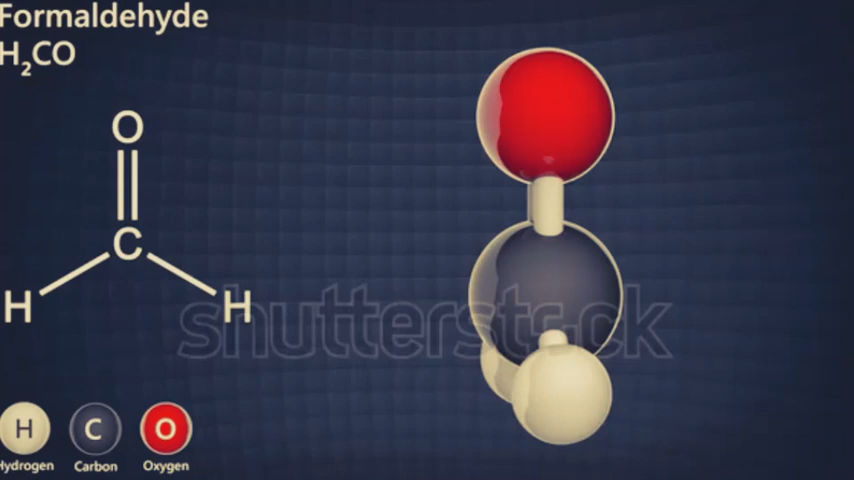 Formaldehyde
H₂CO
O
C
H H
shutterstock
H C O
Hydrogen Carbon Oxygen